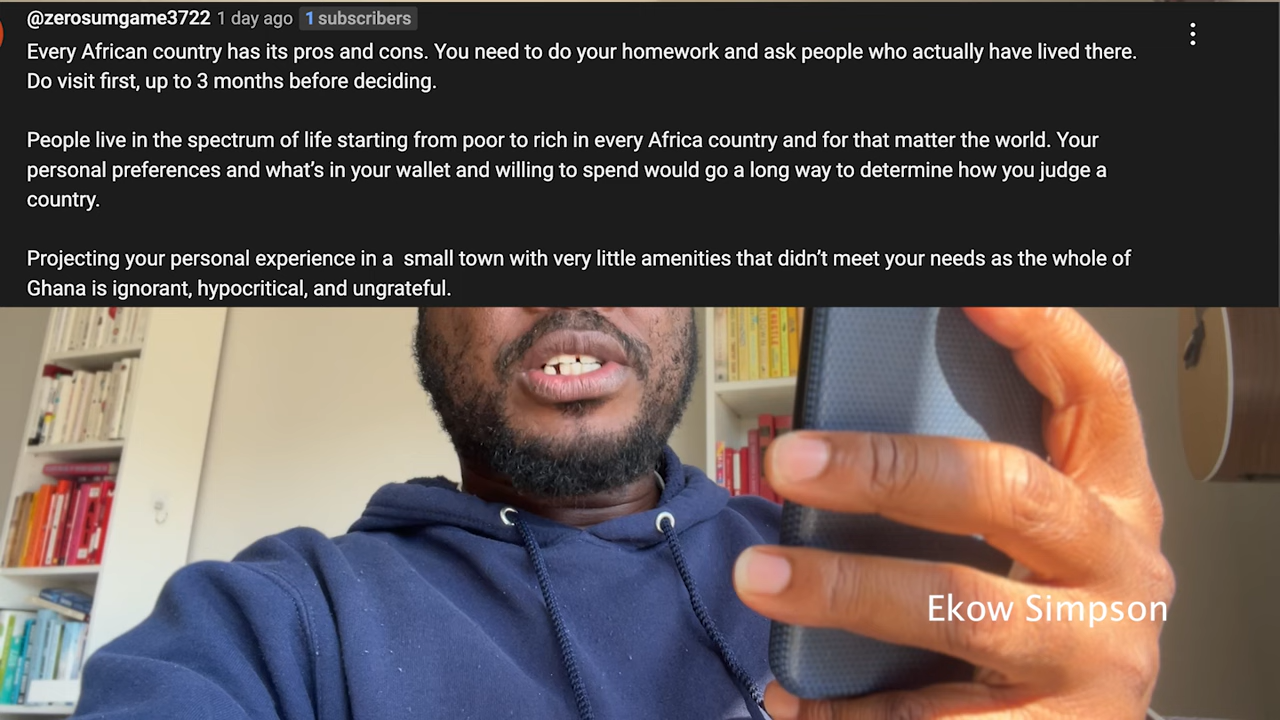 @zerosumgame3722 1 day ago 1 subscribers
Every African country has its pros and cons. You need to do your homework and ask people who actually have lived there.
Do visit first, up to 3 months before deciding.
People live in the spectrum of life starting from poor to rich in every Africa country and for that matter the world. Your
personal preferences and what's in your wallet and willing to spend would go a long way to determine how you judge a
country.
Projecting your personal experience in a  small town with very little amenities that didn't meet your needs as the whole of
Ghana is ignorant, hypocritical, and ungrateful.
Ekow Simpson